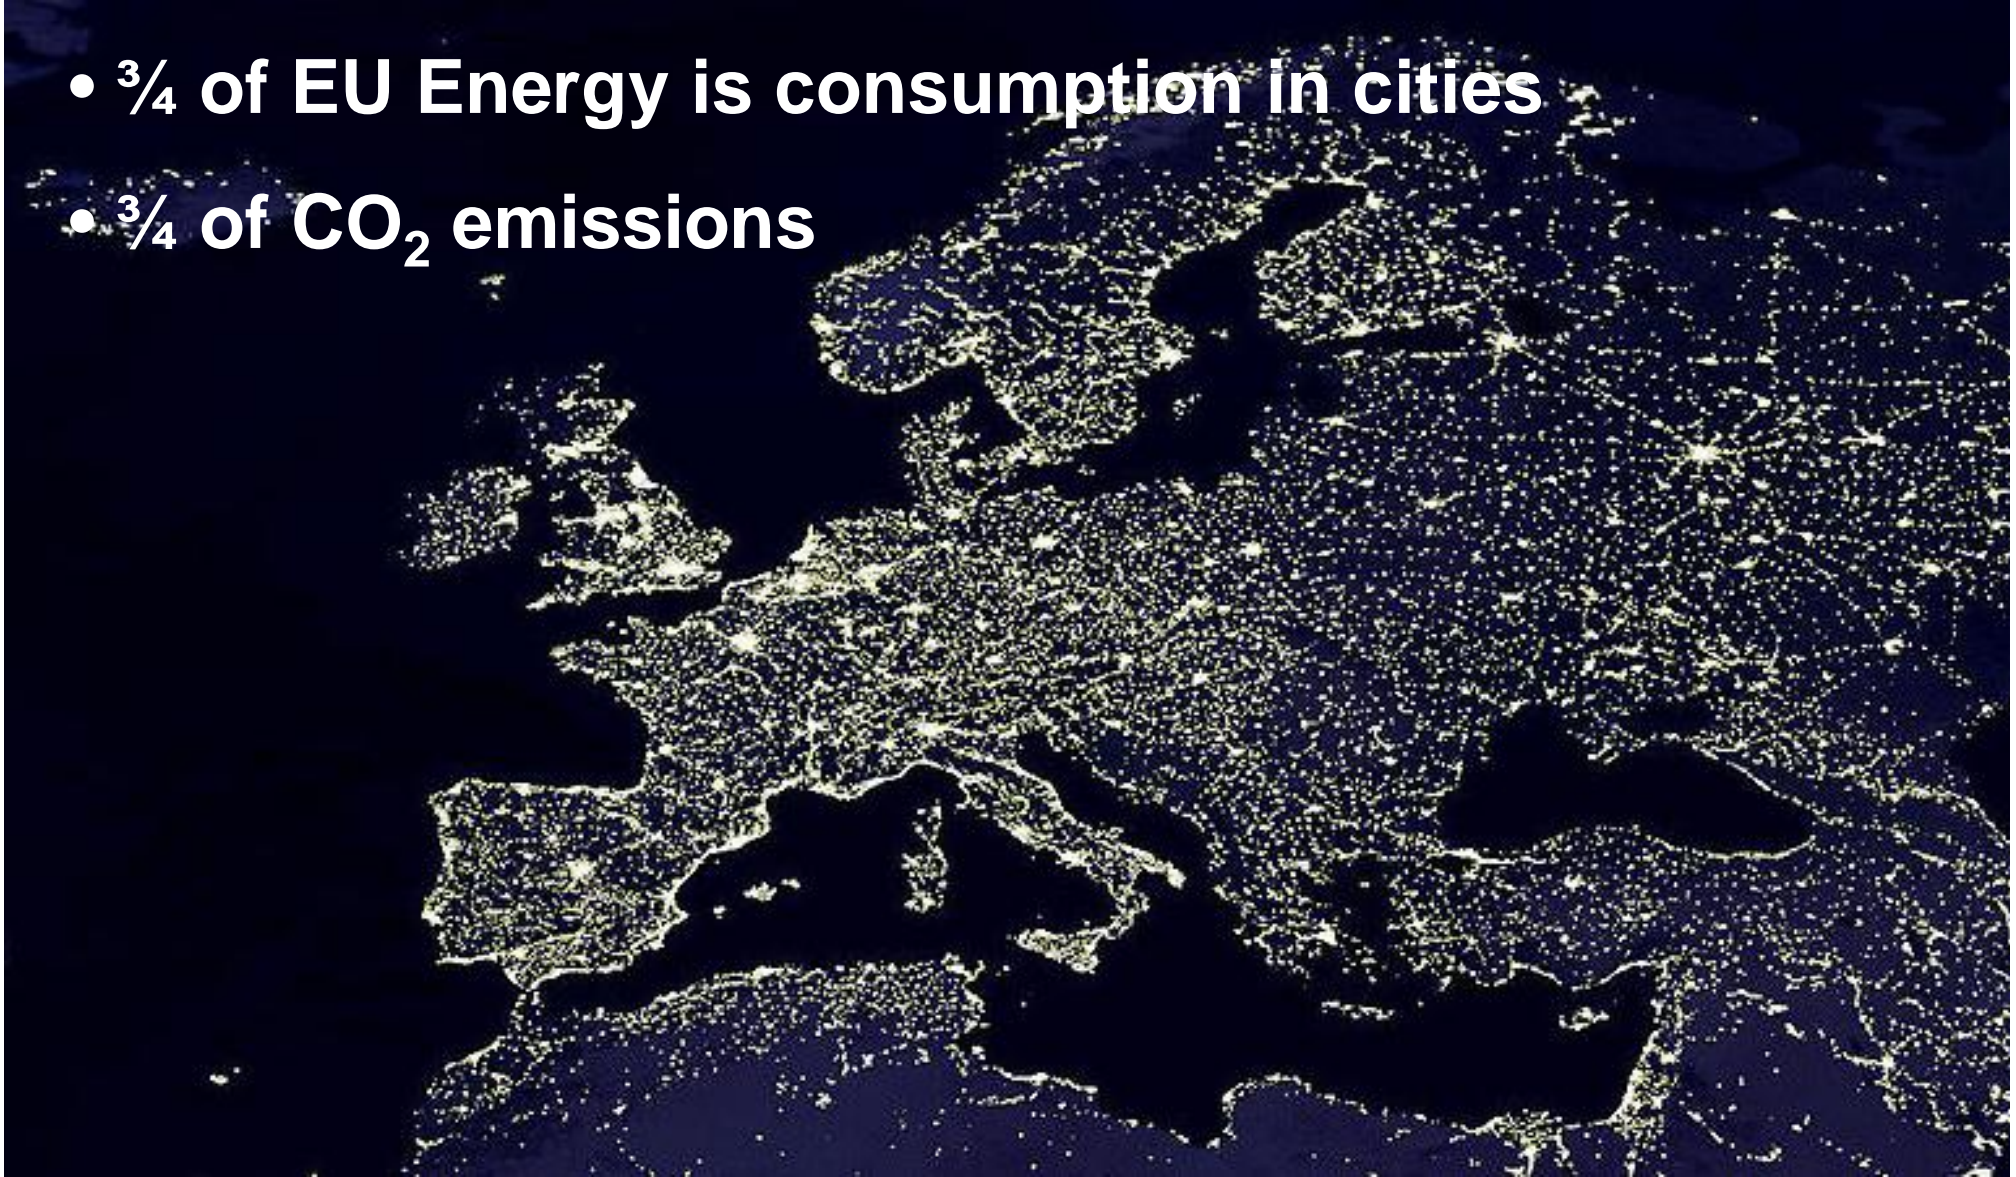 • ¾ of EU Energy is consumption in cities
• ¾ of CO₂ emissions